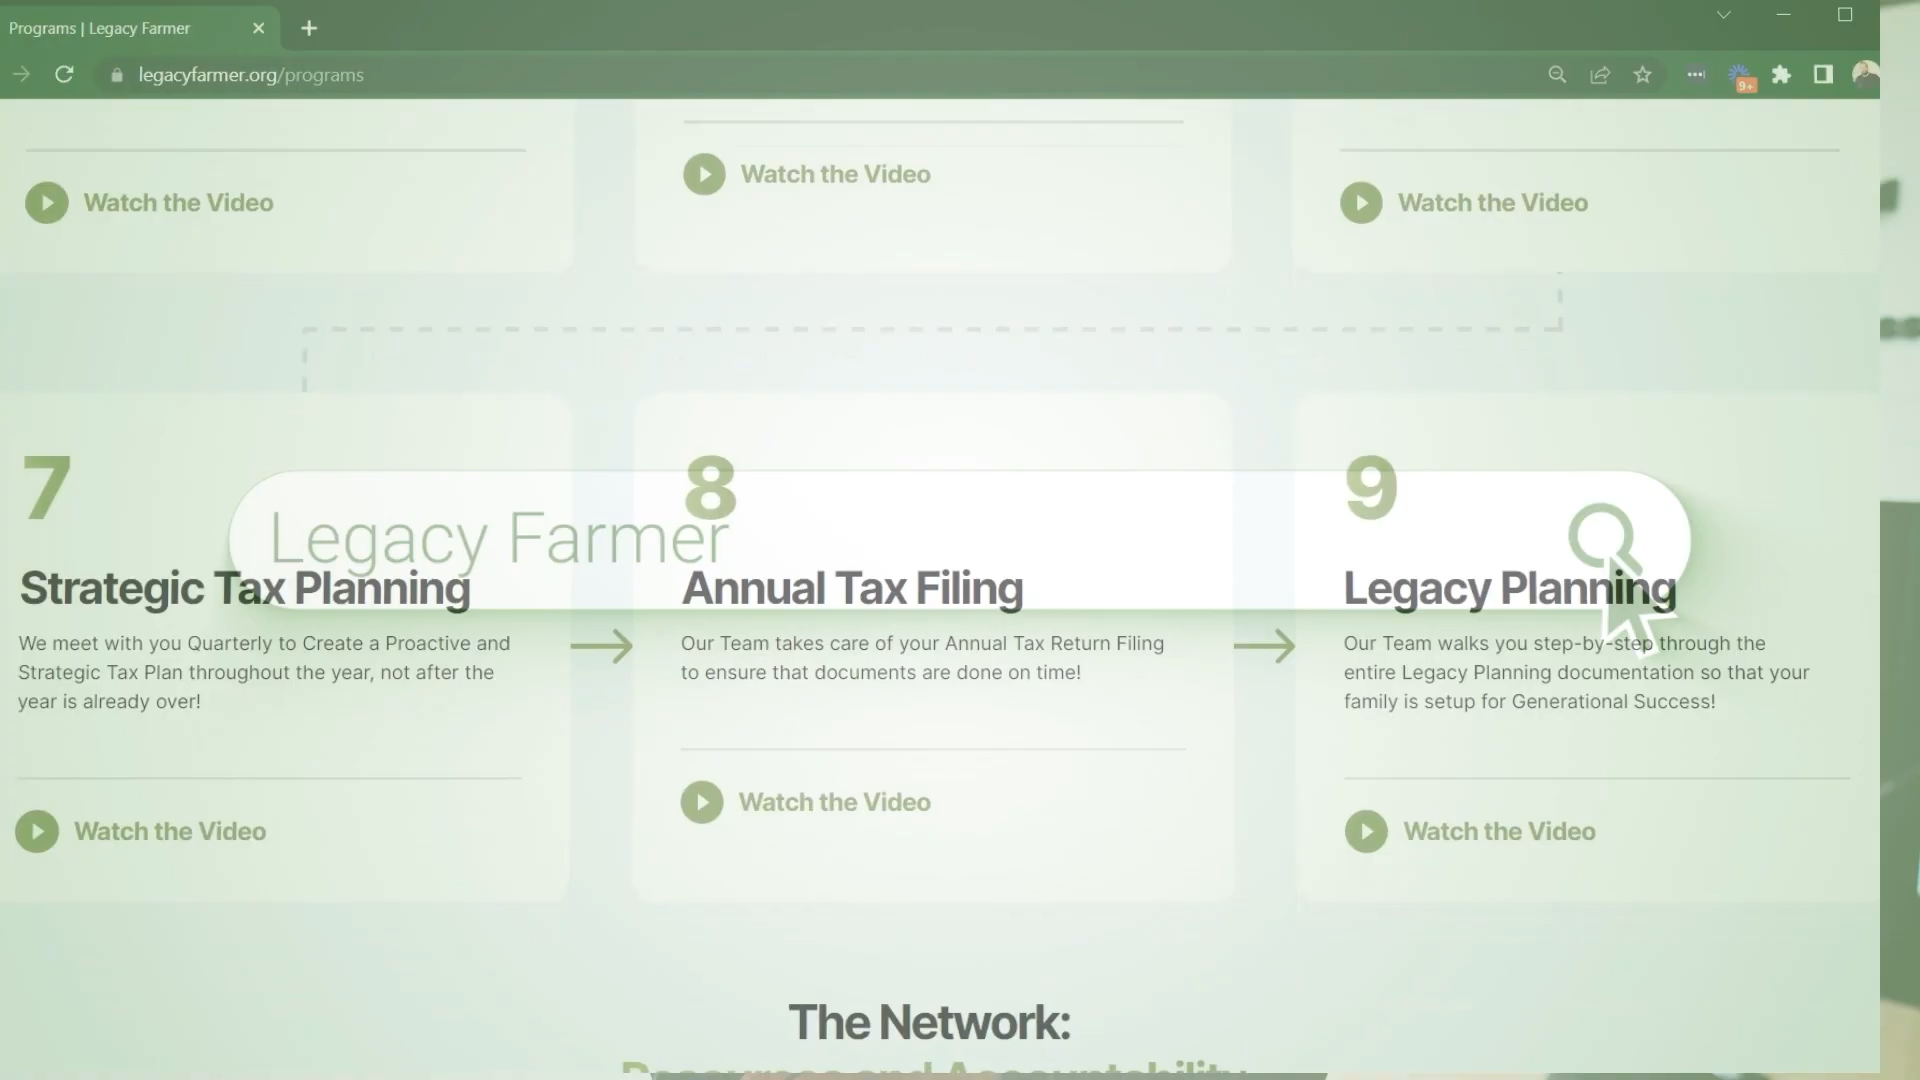 Programs | Legacy Farmer
legacyfarmer.org/programs
9+
Watch the Video
Watch the Video
Watch the Video
7
8
9
Legacy Farmer
Strategic Tax Planning
We meet with you Quarterly to Create a Proactive and
Strategic Tax Plan throughout the year, not after the
year is already over!
Watch the Video
Annual Tax Filing
Our Team takes care of your Annual Tax Return Filing
to ensure that documents are done on time!
Watch the Video
Legacy Planning
Our Team walks you step-by-step through the
entire Legacy Planning documentation so that your
family is setup for Generational Success!
Watch the Video
The Network:
Resources and Accountability